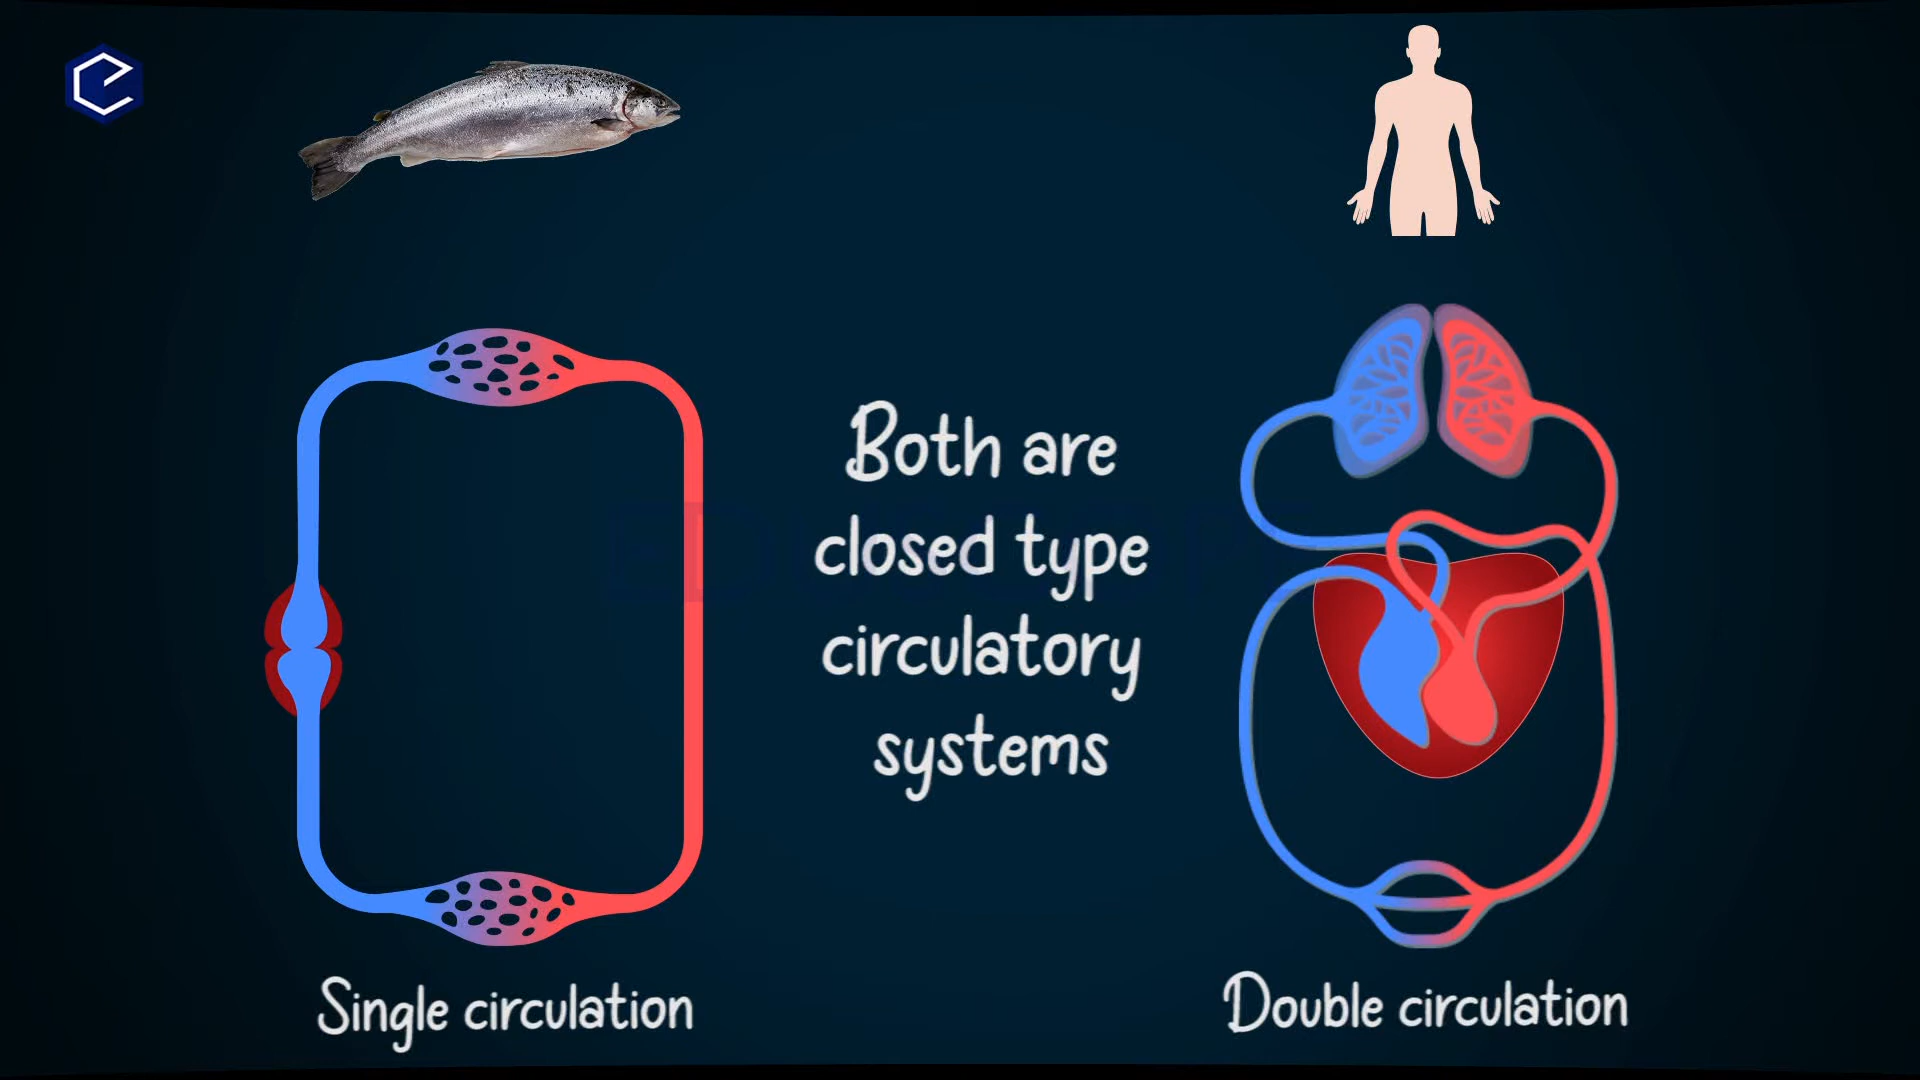 Both are
closed type
circulatory
systems
Single circulation
Double circulation